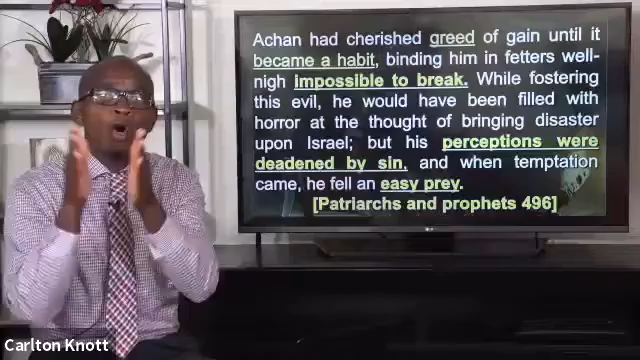 Achan had cherished greed of gain until it
became a habit, binding him in fetters well-
nigh impossible to break. While fostering
this evil, he would have been filled with
horror at the thought of bringing disaster
upon Israel; but his perceptions were
deadened by sin, and when temptation
came, he fell an easy prey.
[Patriarchs and prophets 496]
Carlton Knott